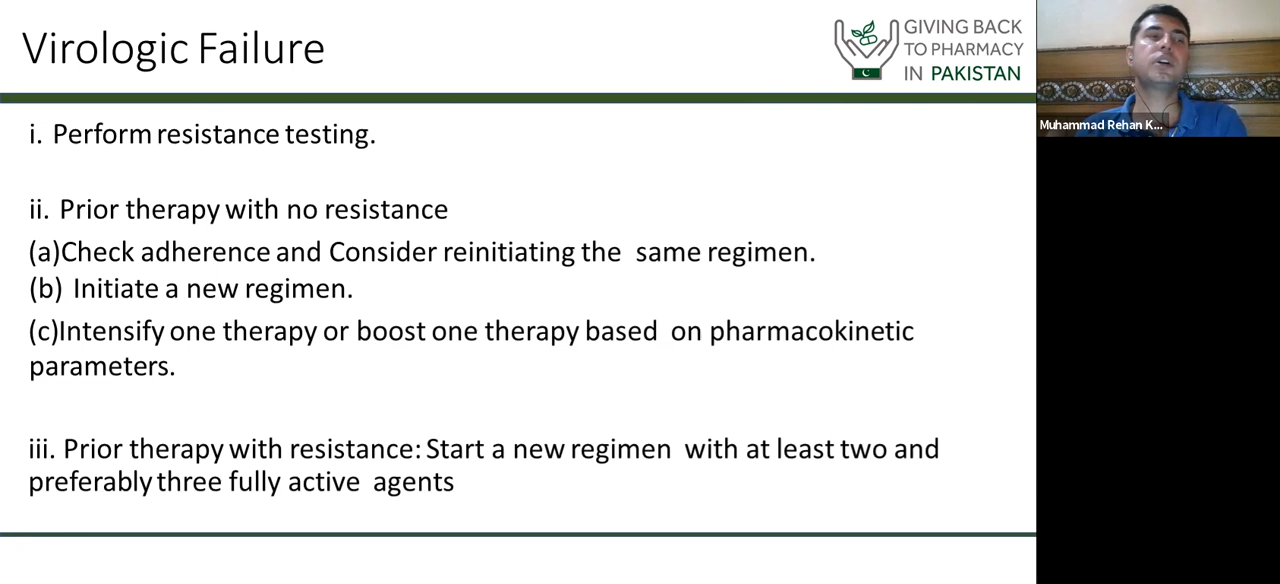 Virologic Failure
GIVING BACK
TO PHARMACY
IN PAKISTAN
Muhammad Rehan K...
i. Perform resistance testing.
ii. Prior therapy with no resistance
(a)Check adherence and Consider reinitiating the same regimen.
(b) Initiate a new regimen.
(c)Intensify one therapy or boost one therapy based on pharmacokinetic
parameters.
iii. Prior therapy with resistance: Start a new regimen with at least two and
preferably three fully active agents